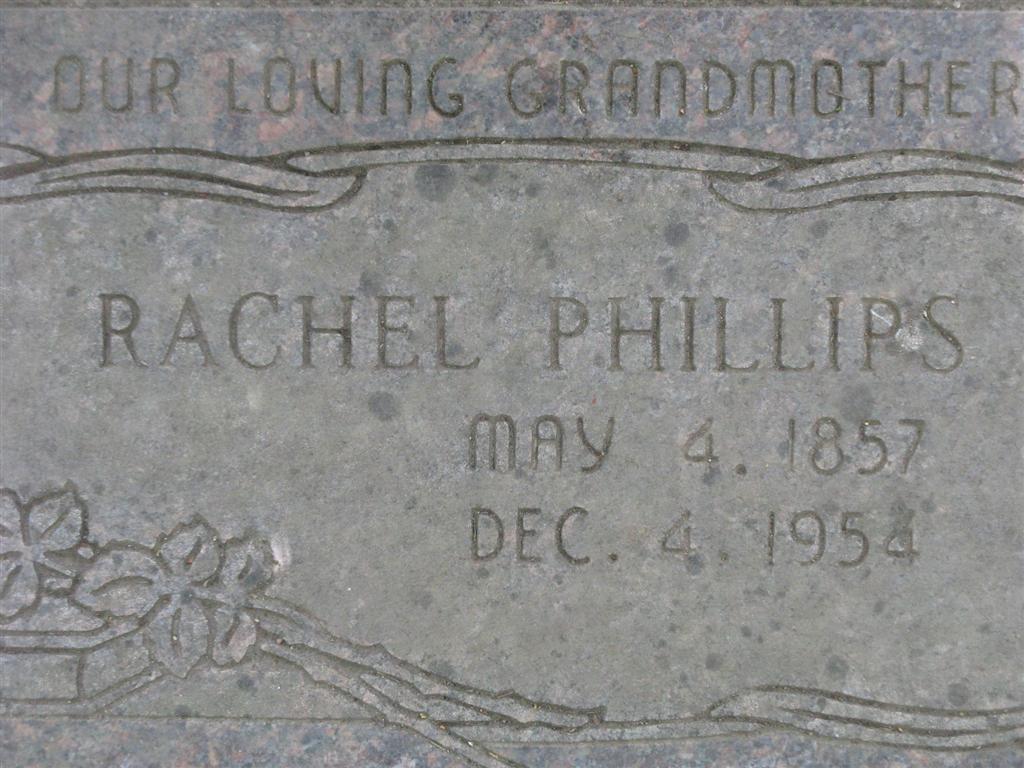 OUR LOVING GRANDMOTHER
RACHEL PHILLIPS
MAY 4. 1857
DEC. 4. 1954